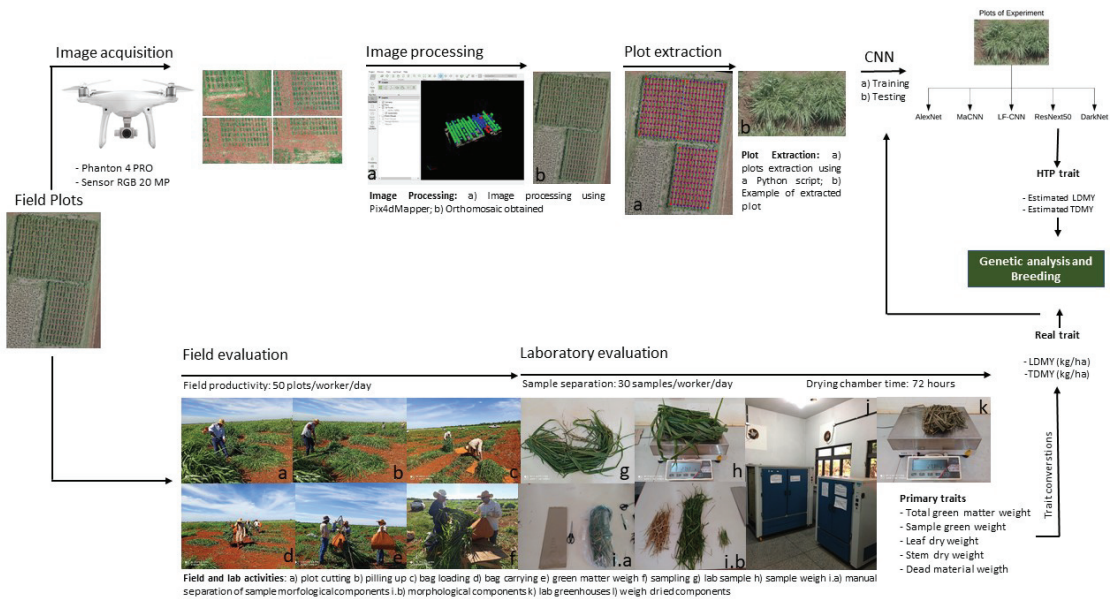 Image acquisition
- Phanton 4 PRO
- Sensor RGB 20 MP
Field Plots
Image processing
a
b
Image Processing: a) Image processing using
Pix4dMapper; b) Orthomosaic obtained
Plot extraction
a
b
Plot Extraction: a)
plots extraction using
a Python script; b)
Example of extracted
plot
CNN
a) Training
b) Testing
Plots of Experiment
AlexNet
MaCNN
LF-CNN
ResNext50
DarkNet
HTP trait
- Estimated LDMY
- Estimated TDMY
Genetic analysis and
Breeding
Real trait
- LDMY (kg/ha)
-TDMY (kg/ha)
Trait converstions
Field evaluation
Field productivity: 50 plots/worker/day
Laboratory evaluation
Sample separation: 30 samples/worker/day
Drying chamber time: 72 hours
a
b
c
d
e
f
g
h
i.a
i.b
k
Primary traits
- Total green matter weight
- Sample green weight
- Leaf dry weight
- Stem dry weight
- Dead material weigth
Field and lab activities: a) plot cutting b) pilling up c) bag loading d) bag carrying e) green matter weigh f) sampling g) lab sample h) sample weigh i.a) manual
separation of sample morfological components i.b) morphological components k) lab greenhouses l) weigh dried components